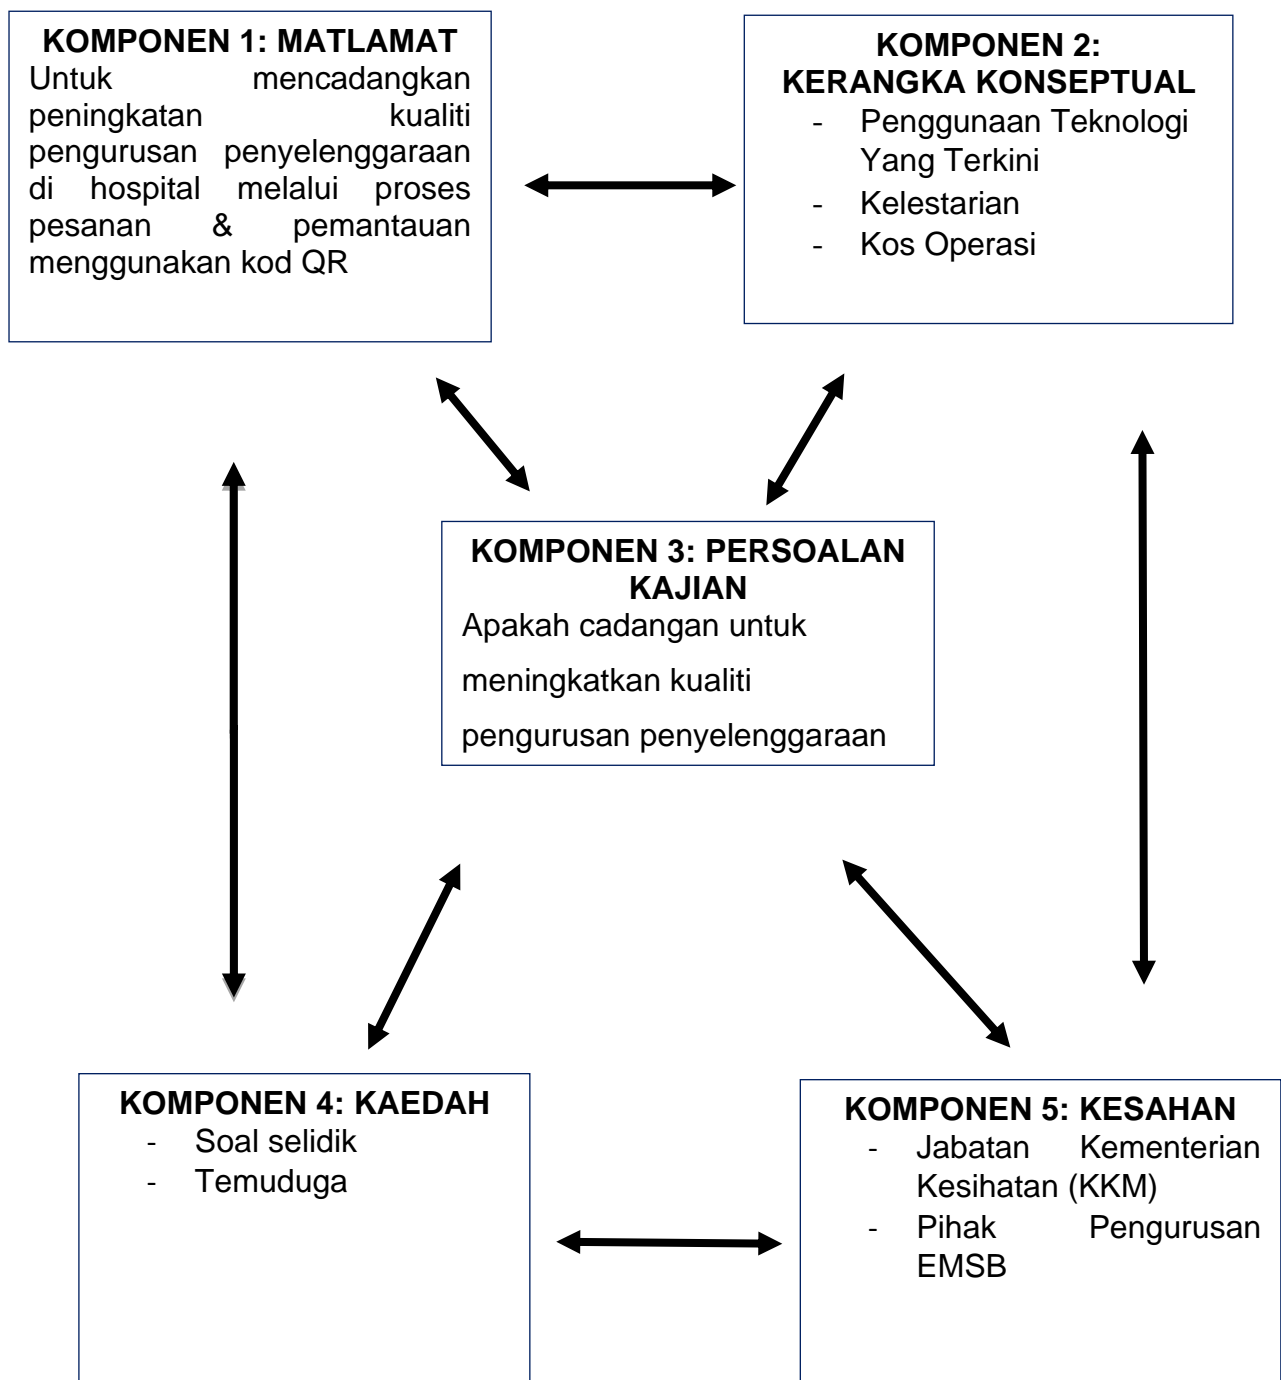 KOMPONEN 1: MATLAMAT
Untuk mencadangkan
peningkatan kualiti
pengurusan penyelenggaraan
di hospital melalui proses
pesanan & pemantauan
menggunakan kod QR
KOMPONEN 2:
KERANGKA KONSEPTUAL
- Penggunaan Teknologi
Yang Terkini
- Kelestarian
- Kos Operasi
KOMPONEN 3: PERSOALAN
KAJIAN
Apakah cadangan untuk
meningkatkan kualiti
pengurusan penyelenggaraan
KOMPONEN 4: KAEDAH
- Soal selidik
- Temuduga
KOMPONEN 5: KESAHAN
- Jabatan Kementerian
Kesihatan (KKM)
- Pihak Pengurusan
EMSB